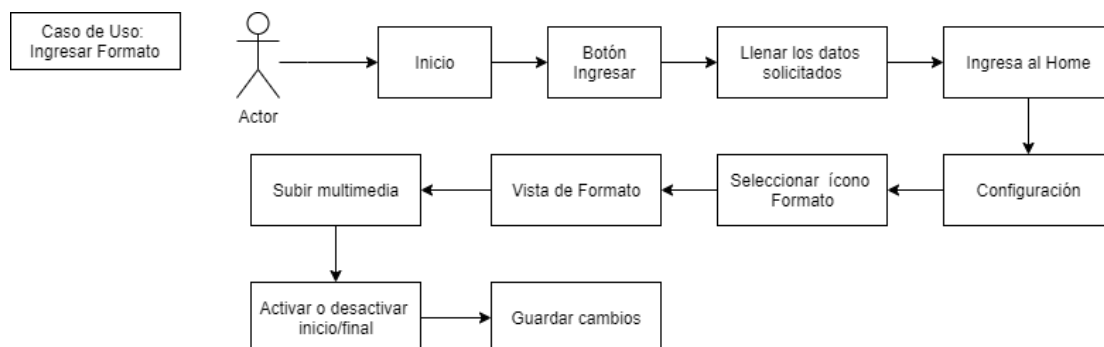 Caso de Uso:
Ingresar Formato
Actor
Inicio
Botón
Ingresar
Llenar los datos
solicitados
Ingresa al Home
Configuración
Seleccionar ícono
Formato
Vista de Formato
Subir multimedia
Activar o desactivar
inicio/final
Guardar cambios